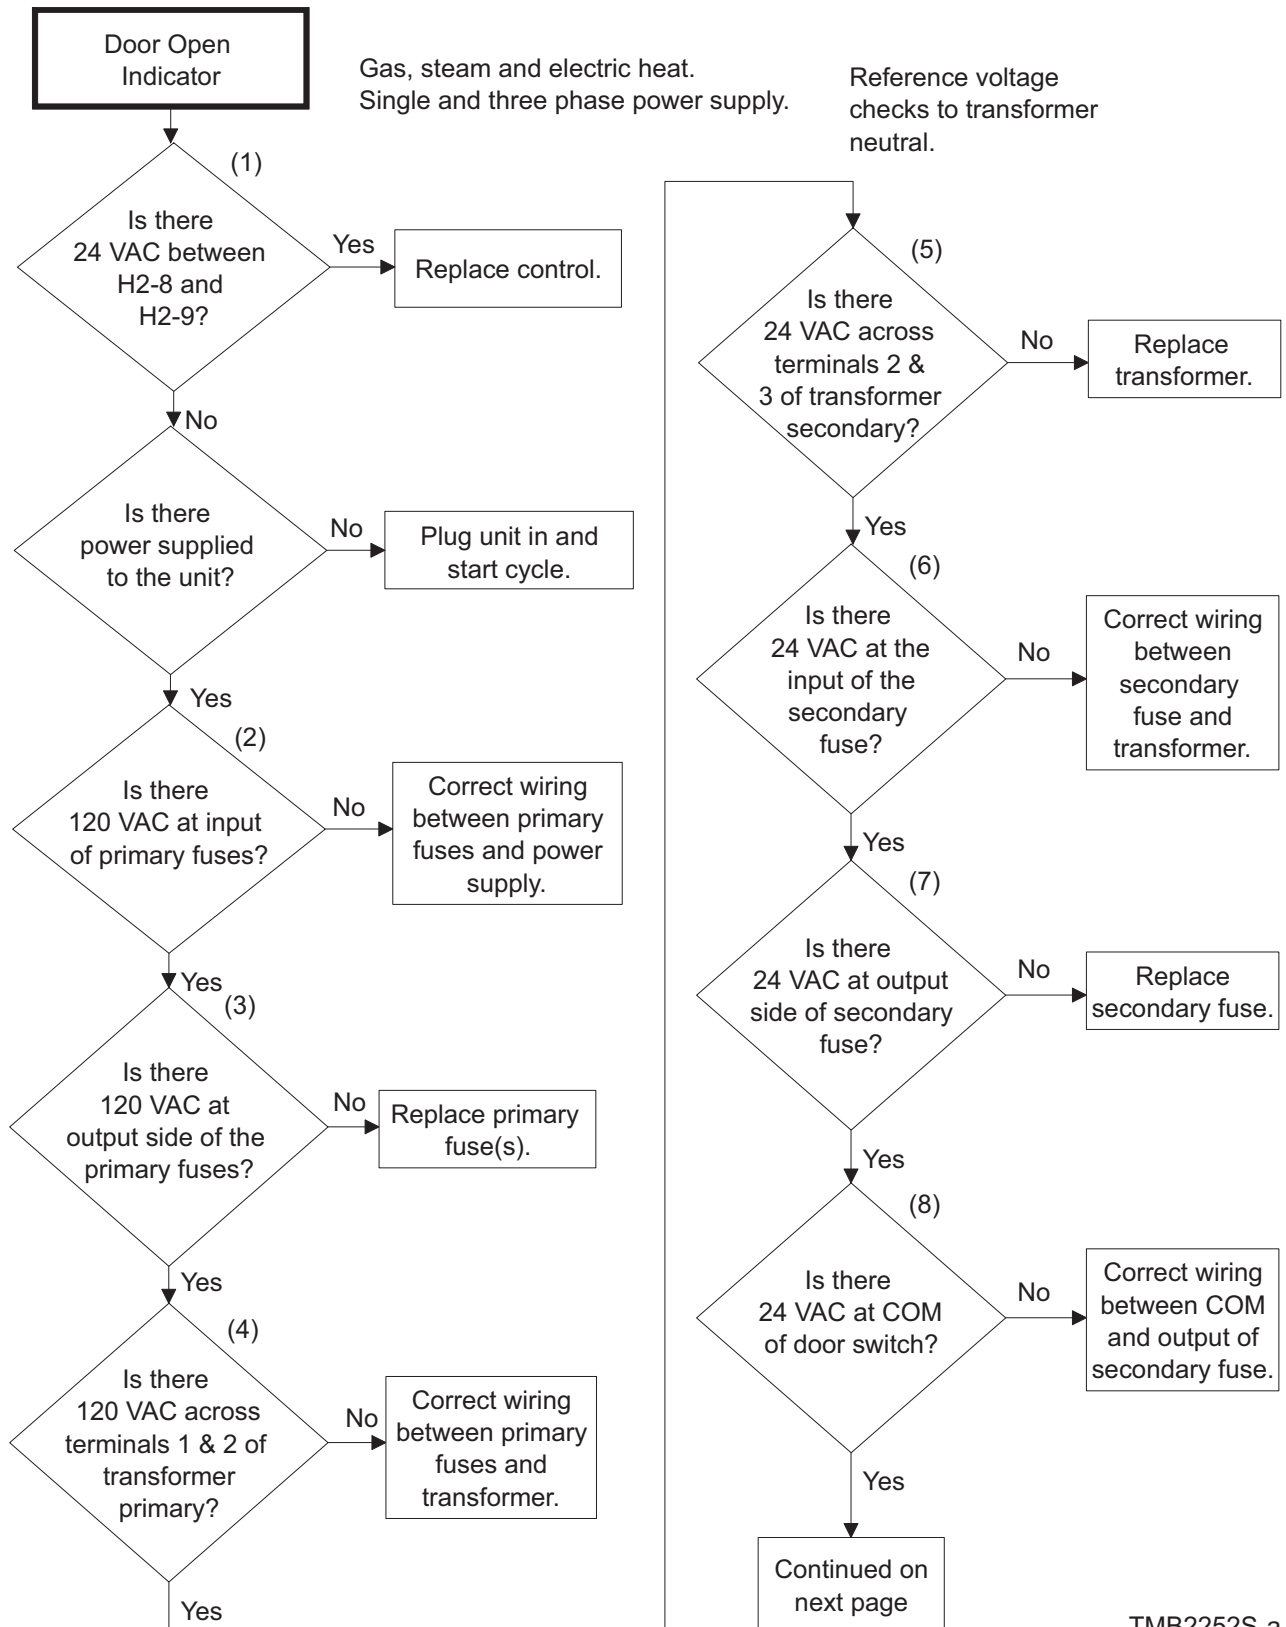 Door Open
Indicator
Gas, steam and electric heat.
Single and three phase power supply.
Reference voltage
checks to transformer
neutral.
(1)
Is there
24 VAC between
H2-8 and
H2-9?
Yes
Replace control.
No
Is there
power supplied
to the unit?
No
Plug unit in and
start cycle.
Yes
(2)
Is there
120 VAC at input
of primary fuses?
No
Correct wiring
between primary
fuses and power
supply.
Yes
(3)
Is there
120 VAC at
output side of the
primary fuses?
No
Replace primary
fuse(s).
Yes
(4)
Is there
120 VAC across
terminals 1 & 2 of
transformer
primary?
No
Correct wiring
between primary
fuses and
transformer.
Yes
(5)
Is there
24 VAC across
terminals 2 &
3 of transformer
secondary?
No
Replace
transformer.
Yes
(6)
Is there
24 VAC at the
input of the
secondary
fuse?
No
Correct wiring
between
secondary
fuse and
transformer.
Yes
(7)
Is there
24 VAC at output
side of secondary
fuse?
No
Replace
secondary fuse.
Yes
(8)
Is there
24 VAC at COM
of door switch?
No
Correct wiring
between COM
and output of
secondary fuse.
Yes
Continued on
next page
TMB2252S-a